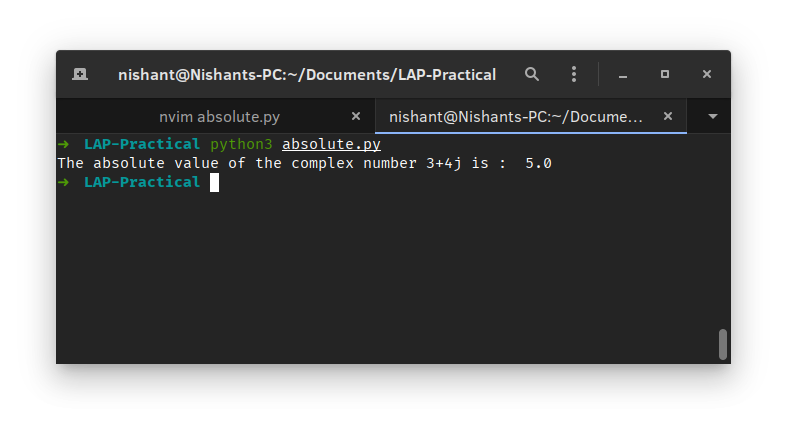 nishant@Nishants-PC:~/Documents/LAP-Practical
nvim absolute.py
nishant@Nishants-PC:~/Docume...
➜ LAP-Practical python3 absolute.py
The absolute value of the complex number 3+4j is :  5.0
➜ LAP-Practical